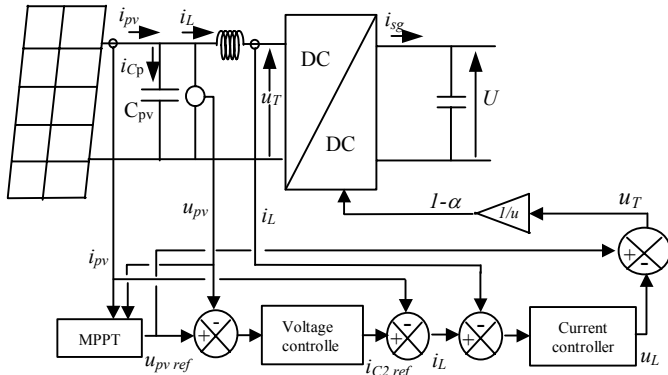 i_pv
i_L
i_Cp
C_pv
u_T
DC
DC
i_sg
U
u_pv
i_L
1-α
1/u
u_T
i_pv
-
-
-
-
MPPT
u_pv ref
Voltage
controlle
i_C2 ref
i_L
Current
controller
u_L